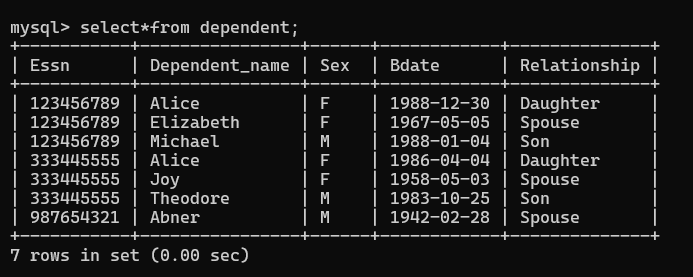 mysql> select*from dependent;
+-----------+----------------+------+------------+--------------+
| Essn      | Dependent_name | Sex  | Bdate      | Relationship |
+-----------+----------------+------+------------+--------------+
| 123456789 | Alice          | F    | 1988-12-30 | Daughter     |
| 123456789 | Elizabeth      | F    | 1967-05-05 | Spouse       |
| 123456789 | Michael        | M    | 1988-01-04 | Son          |
| 333445555 | Alice          | F    | 1986-04-04 | Daughter     |
| 333445555 | Joy            | F    | 1958-05-03 | Spouse       |
| 333445555 | Theodore       | M    | 1983-10-25 | Son          |
| 987654321 | Abner          | M    | 1942-02-28 | Spouse       |
+-----------+----------------+------+------------+--------------+
7 rows in set (0.00 sec)